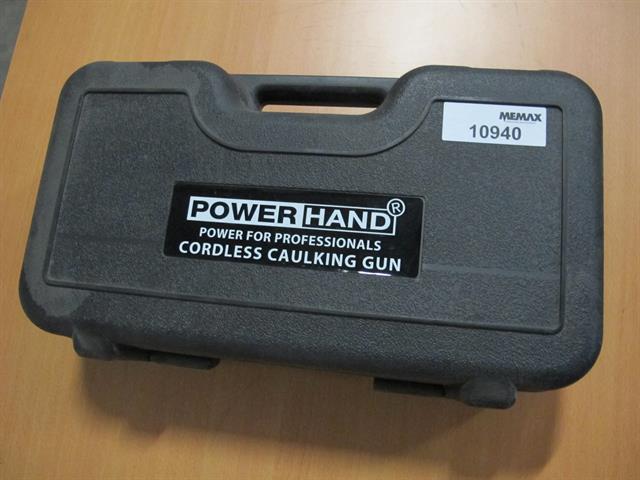 MEMAX
10940
POWER HAND®
POWER FOR PROFESSIONALS
CORDLESS CAULKING GUN